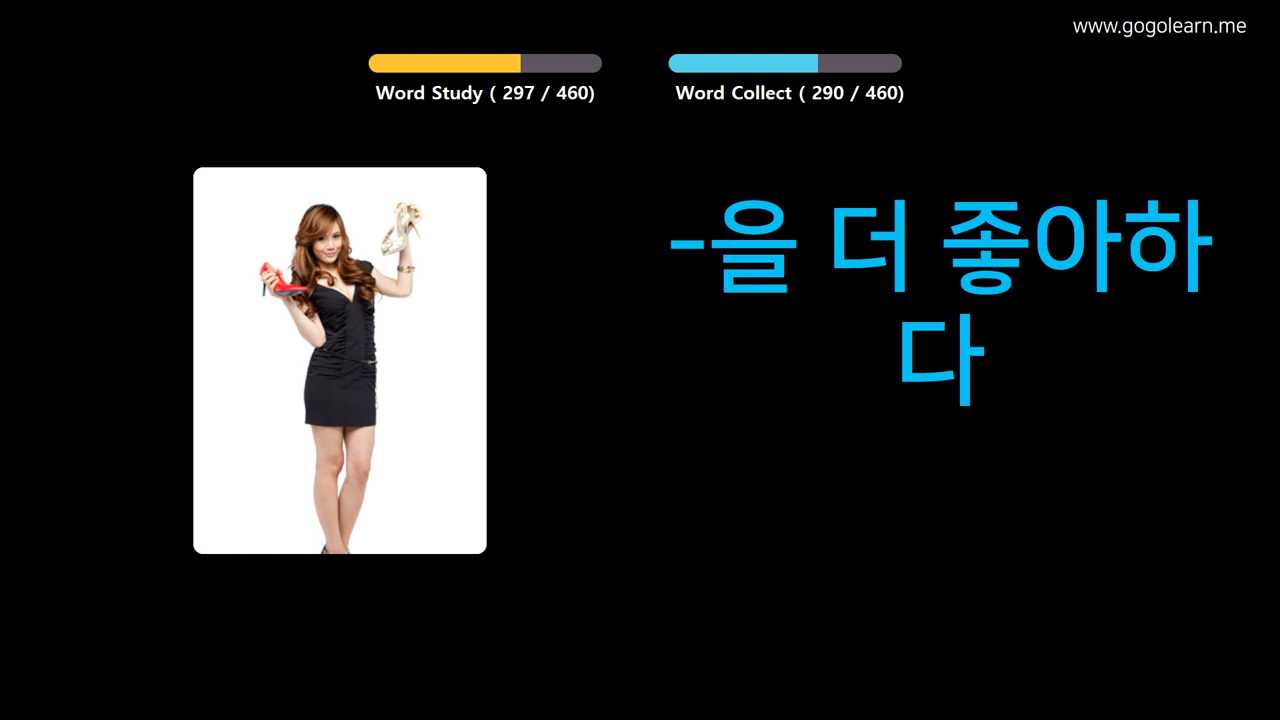 www.gogolearn.me
Word Study ( 297 / 460)
Word Collect ( 290 / 460)
-을 더 좋아하
다